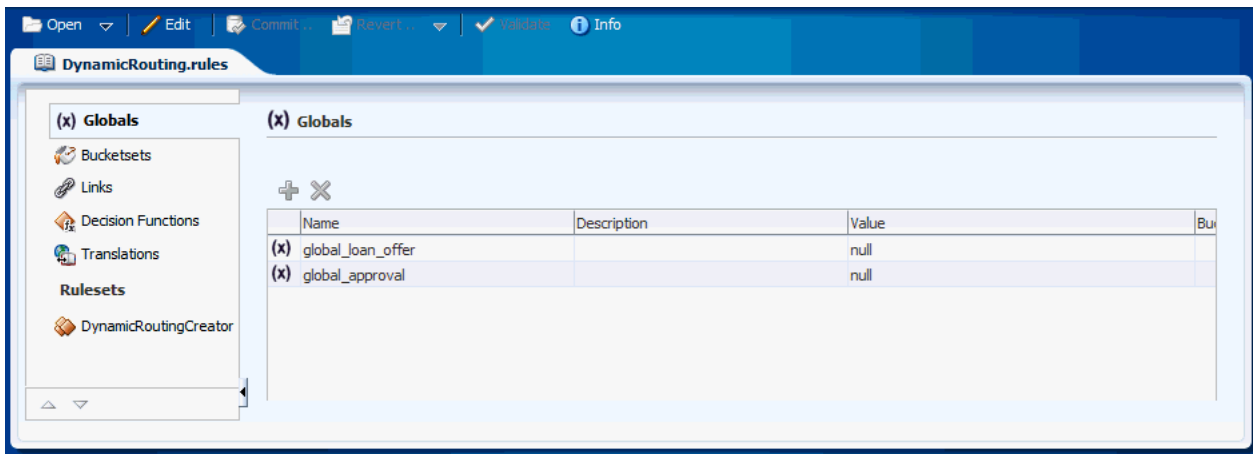 Open Edit Commit .. Revert .. Validate Info
DynamicRouting.rules
(x) Globals
Bucketsets
Links
Decision Functions
Translations
Rulesets
DynamicRoutingCreator
(x) Globals
Name Description Value Bu
(x) global_loan_offer null
(x) global_approval null